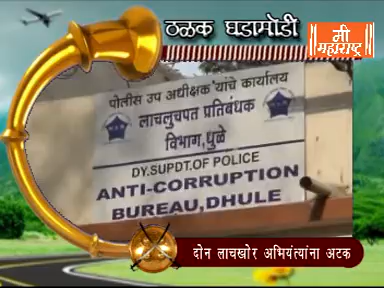 ठळक घडामोडी
मी
महाराष्ट्र
पोलीस उप अधीक्षक यांचे कार्यालय
लाचलुचपत प्रतिबंधक
विभाग, धुळे
DY.SUPDT.OF POLICE
ANTI-CORRUPTION
BUREAU, DHULE
दोन लाचखोर अभियंत्यांना अटक